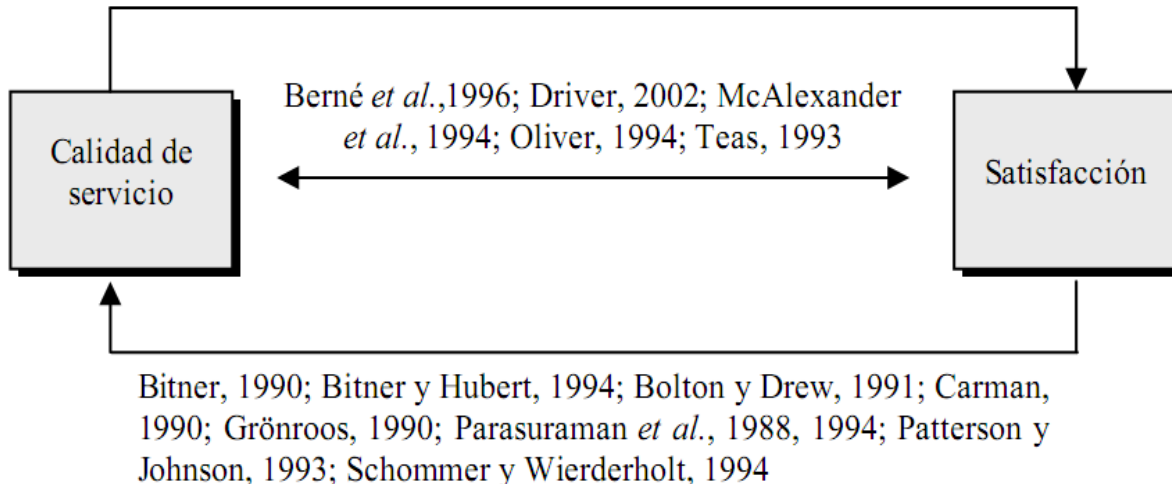 Berné et al.,1996; Driver, 2002; McAlexander
et al., 1994; Oliver, 1994; Teas, 1993
Calidad de
servicio
Satisfacción
Bitner, 1990; Bitner y Hubert, 1994; Bolton y Drew, 1991; Carman,
1990; Grönroos, 1990; Parasuraman et al., 1988, 1994; Patterson y
Johnson, 1993; Schommer y Wierderholt, 1994